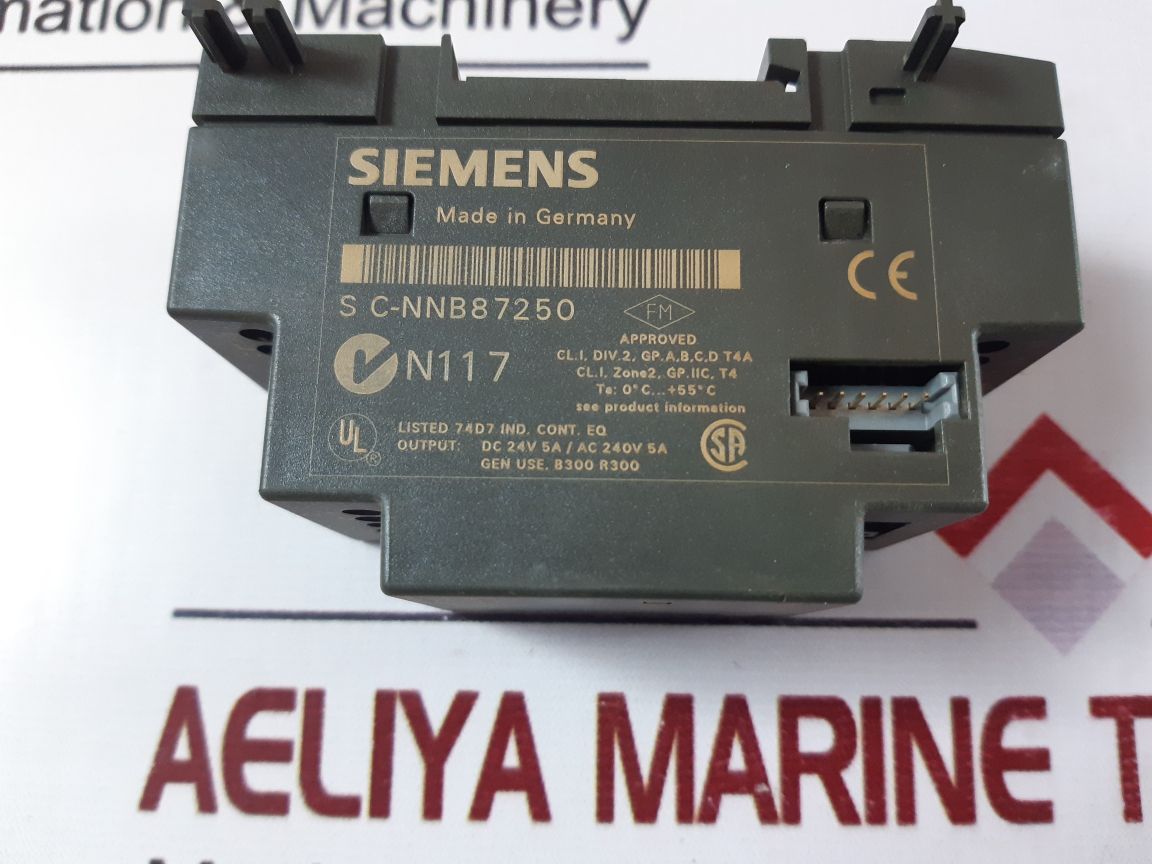 & Machinery
SIEMENS
Made in Germany
S C-NNB87250
FM
N117
APPROVED
CL.I, DIV.2, GP.A,B,C,D T4A
CL.I, Zone2, GP.IIC, T4
Ta: 0°C...+55°C
see product information
UL
®
LISTED 74D7 IND. CONT. EQ
OUTPUT: DC 24V 5A / AC 240V 5A
GEN USE, B300 R300
SA
CE
AELIYA MARINE T